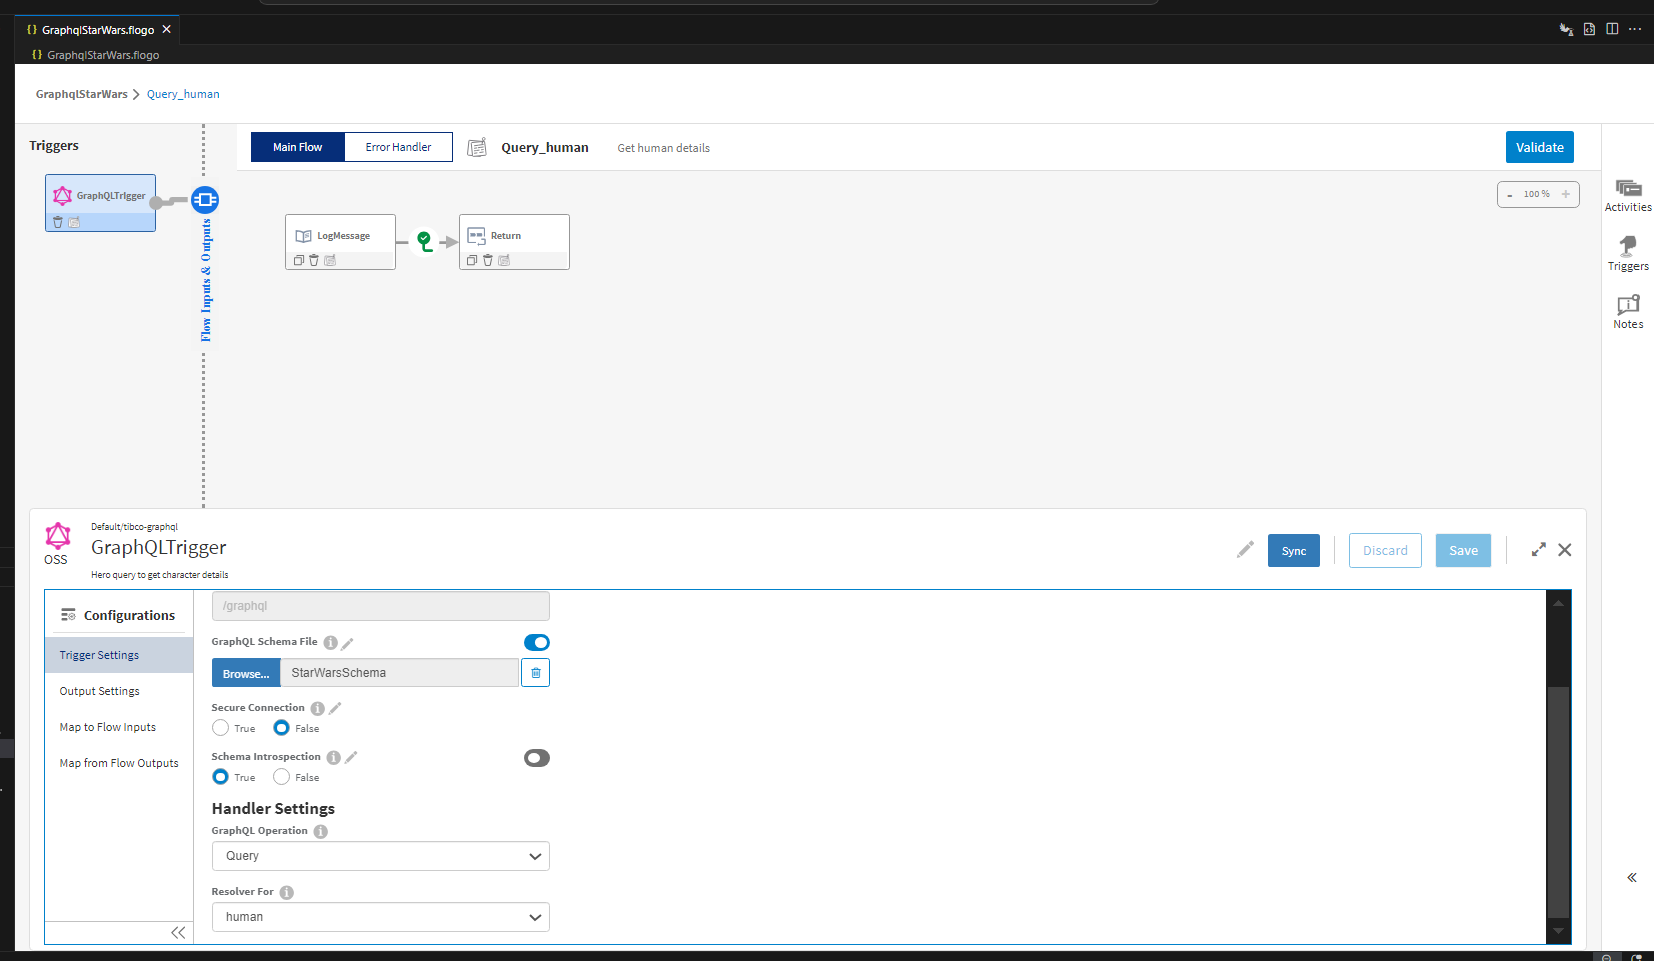 {} GraphqlStarWars.flogo
{} GraphqlStarWars.flogo
GraphqlStarWars > Query_human
Triggers
Main Flow
Error Handler
Query_human
Get human details
Validate
GraphQLTrigger
Flow Inputs & Outputs
LogMessage
Return
- 100 % +
Activities
Triggers
Notes
Default/tibco-graphql
GraphQLTrigger
OSS
Hero query to get character details
Sync
Discard
Save
Configurations
Trigger Settings
Output Settings
Map to Flow Inputs
Map from Flow Outputs
/graphql
GraphQL Schema File
Browse...
StarWarsSchema
Secure Connection
True
False
Schema Introspection
True
False
Handler Settings
GraphQL Operation
Query
Resolver For
human